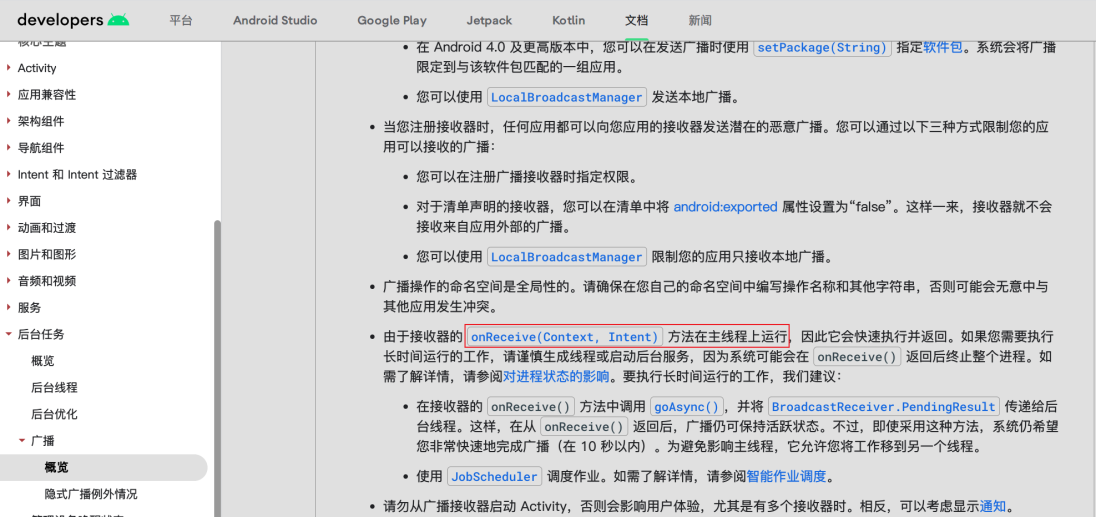 developers 平台 Android Studio Google Play Jetpack Kotlin 文档 新闻
核心主题
Activity
应用兼容性
架构组件
导航组件
Intent 和 Intent 过滤器
界面
动画和过渡
图片和图形
音频和视频
服务
后台任务
概览
后台线程
后台优化
广播
概览
隐式广播例外情况
在 Android 4.0 及更高版本中，您可以在发送广播时使用 setPackage(String) 指定软件包。系统会将广播
限定到与该软件包匹配的一组应用。
您可以使用 LocalBroadcastManager 发送本地广播。
当您注册接收器时，任何应用都可以向您应用的接收器发送潜在的恶意广播。您可以通过以下三种方式限制您的应
用可以接收的广播：
您可以在注册广播接收器时指定权限。
对于清单声明的接收器，您可以在清单中将 android:exported 属性设置为“false”。这样一来，接收器就不会
接收来自应用外部的广播。
您可以使用 LocalBroadcastManager 限制您的应用只接收本地广播。
广播操作的命名空间是全局性的。请确保在您自己的命名空间中编写操作名称和其他字符串，否则可能会无意中与
其他应用发生冲突。
由于接收器的 onReceive(Context, Intent) 方法在主线程上运行，因此它会快速执行并返回。如果您需要执行
长时间运行的工作，请谨慎生成线程或启动后台服务，因为系统可能会在 onReceive() 返回后终止整个进程。如
需了解详情，请参阅对进程状态的影响。要执行长时间运行的工作，我们建议：
在接收器的 onReceive() 方法中调用 goAsync()，并将 BroadcastReceiver.PendingResult 传递给后
台线程。这样，在从 onReceive() 返回后，广播仍可保持活跃状态。不过，即使采用这种方法，系统仍希望
您非常快速地完成广播（在 10 秒以内）。为避免影响主线程，它允许您将工作移到另一个线程。
使用 JobScheduler 调度作业。如需了解详情，请参阅智能作业调度。
请勿从广播接收器启动 Activity，否则会影响用户体验，尤其是有多个接收器时。相反，可以考虑显示通知。